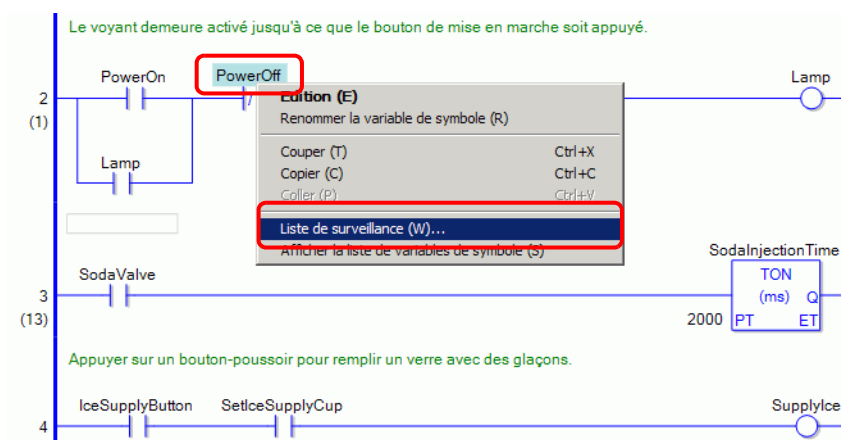 Le voyant demeure activé jusqu'à ce que le bouton de mise en marche soit appuyé.
PowerOn PowerOff Lamp
2
(1)
Edition (E)
Renommer la variable de symbole (R)
Couper (T) Ctrl+X
Copier (C) Ctrl+C
Coller (P) Ctrl+V
Liste de surveillance (W)...
Afficher la liste de variables de symbole (S)
Lamp
SodaValve SodaInjectionTime
TON
3 (ms) Q
(13) 2000 PT ET
Appuyer sur un bouton-poussoir pour remplir un verre avec des glaçons.
IceSupplyButton SetIceSupplyCup SupplyIce
4